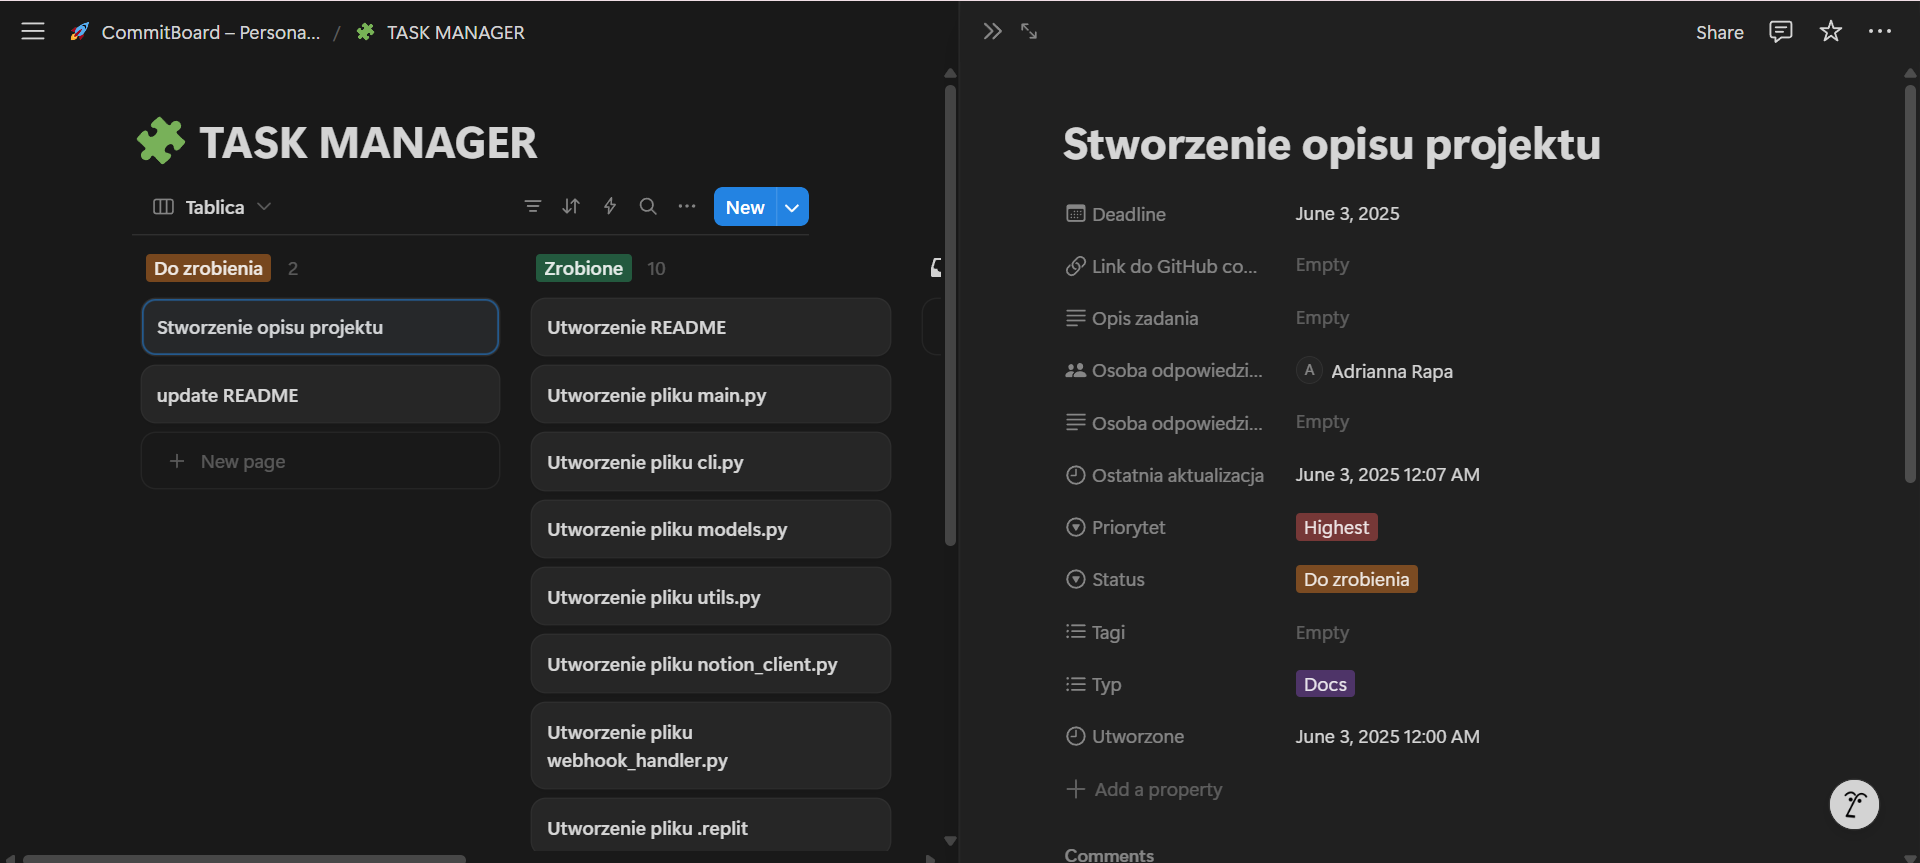 CommitBoard – Persona... / TASK MANAGER
TASK MANAGER
Tablica
New
Do zrobienia 2
Stworzenie opisu projektu
update README
New page
Zrobione 10
Utworzenie README
Utworzenie pliku main.py
Utworzenie pliku cli.py
Utworzenie pliku models.py
Utworzenie pliku utils.py
Utworzenie pliku notion_client.py
Utworzenie pliku
webhook_handler.py
Utworzenie pliku .replit
Share
Stworzenie opisu projektu
Deadline June 3, 2025
Link do GitHub co... Empty
Opis zadania Empty
Osoba odpowiedzi... A Adrianna Rapa
Osoba odpowiedzi... Empty
Ostatnia aktualizacja June 3, 2025 12:07 AM
Priorytet Highest
Status Do zrobienia
Tagi Empty
Typ Docs
Utworzone June 3, 2025 12:00 AM
Add a property
Comments